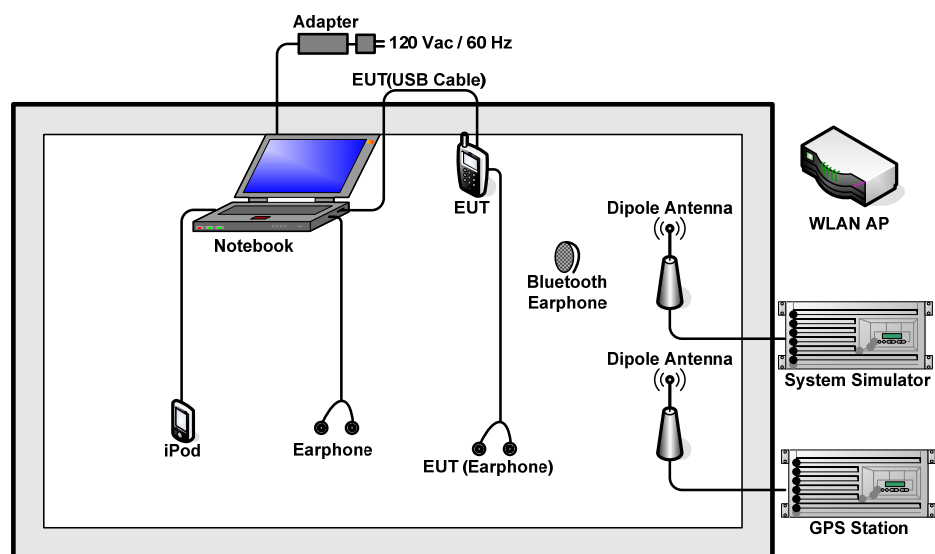 Adapter
120 Vac / 60 Hz
EUT(USB Cable)
EUT
Notebook
WLAN AP
Dipole Antenna
Bluetooth
Earphone
System Simulator
Dipole Antenna
iPod
Earphone
EUT (Earphone)
GPS Station